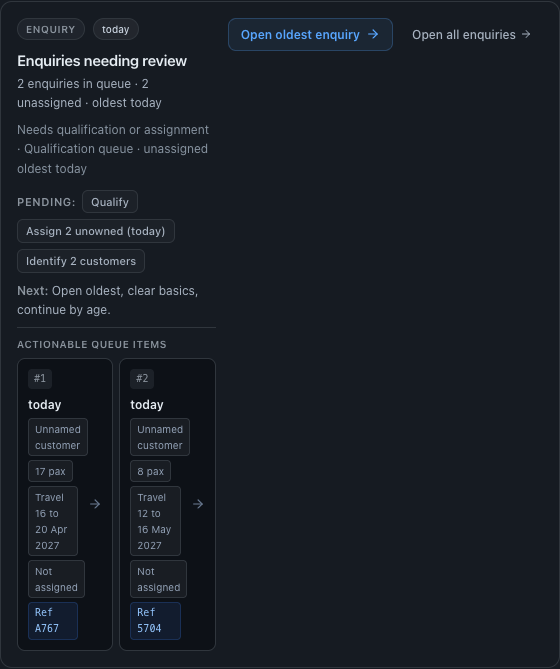 ENQUIRY today
Enquiries needing review
2 enquiries in queue · 2
unassigned · oldest today
Needs qualification or assignment
· Qualification queue · unassigned
oldest today
PENDING: Qualify
Assign 2 unowned (today)
Identify 2 customers
Next: Open oldest, clear basics,
continue by age.
ACTIONABLE QUEUE ITEMS
#1
today
Unnamed
customer
17 pax
Travel
16 to
20 Apr
2027
Not
assigned
Ref
A767
→
#2
today
Unnamed
customer
8 pax
Travel
12 to
16 May
2027
Not
assigned
Ref
5704
→
Open oldest enquiry →
Open all enquiries →